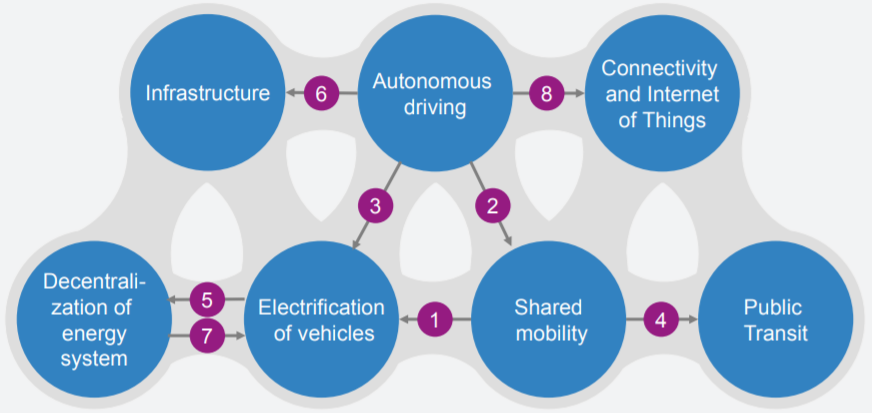 Infrastructure
6
Autonomous
driving
8
Connectivity
and Internet
of Things
3
2
Decentrali-
zation of
energy
system
5
7
Electrification
of vehicles
1
Shared
mobility
4
Public
Transit